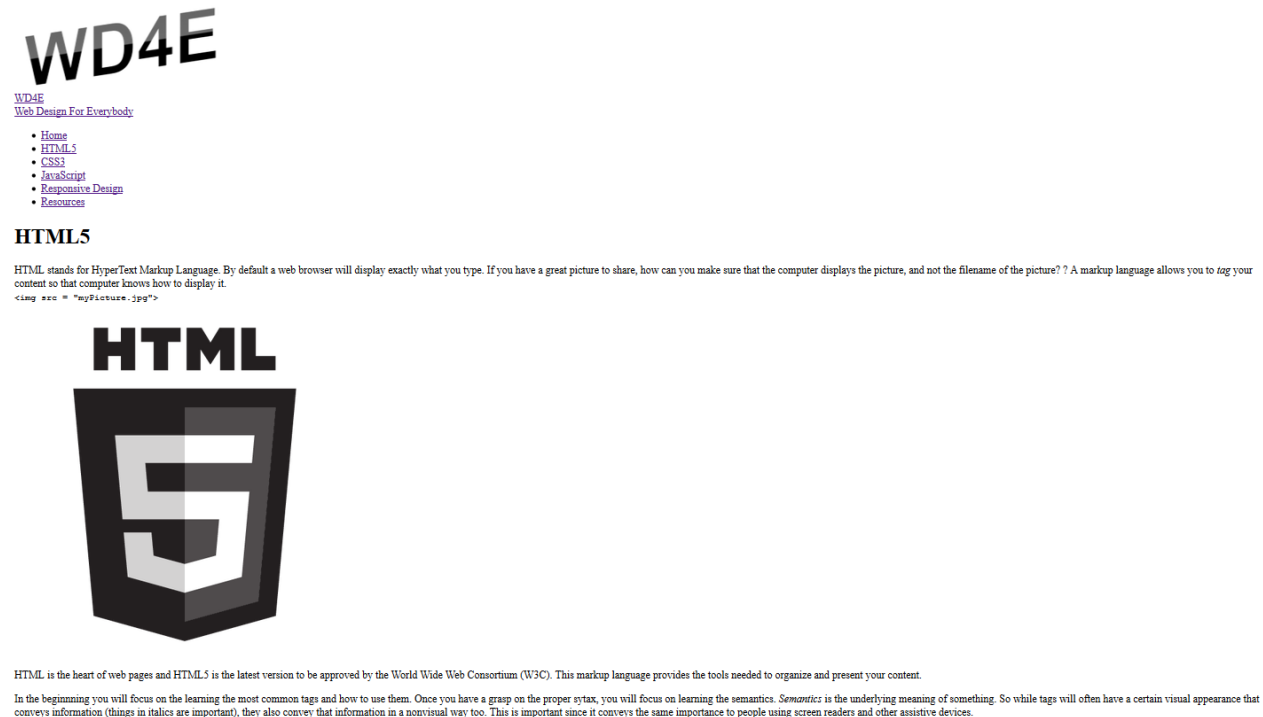 WD4E
WD4E
Web Design For Everybody
Home
HTML5
CSS3
JavaScript
Responsive Design
Resources
HTML5
HTML stands for HyperText Markup Language. By default a web browser will display exactly what you type. If you have a great picture to share, how can you make sure that the computer displays the picture, and not the filename of the picture? ? A markup language allows you to tag your
content so that computer knows how to display it.
<img src = "myPicture.jpg">
HTML
5
HTML is the heart of web pages and HTML5 is the latest version to be approved by the World Wide Web Consortium (W3C). This markup language provides the tools needed to organize and present your content.
In the beginnning you will focus on the learning the most common tags and how to use them. Once you have a grasp on the proper sytax, you will focus on learning the semantics. Semantics is the underlying meaning of something. So while tags will often have a certain visual appearance that
conveys information (things in italics are important), they also convey that information in a nonvisual way too. This is important since it conveys the same importance to people using screen readers and other assistive devices.